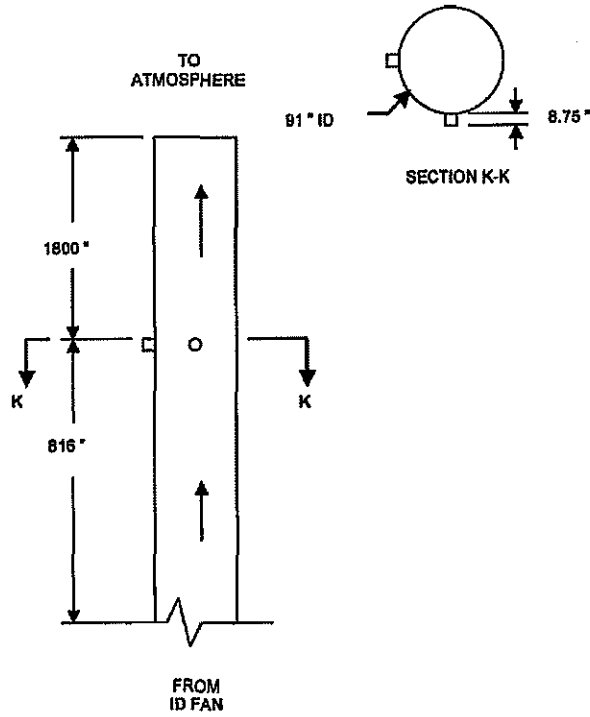 TO
ATMOSPHERE
91 " ID
8.75 "
SECTION K-K
1800 "
K
K
816 "
FROM
ID FAN